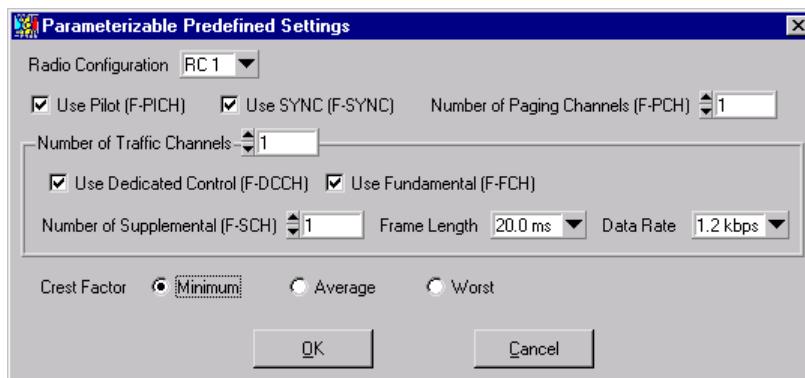 Parameterizable Predefined Settings
Radio Configuration RC 1
Use Pilot (F-PICH) Use SYNC (F-SYNC) Number of Paging Channels (F-PCH) 1
Number of Traffic Channels 1
Use Dedicated Control (F-DCCH) Use Fundamental (F-FCH)
Number of Supplemental (F-SCH) 1 Frame Length 20.0 ms Data Rate 1.2 kbps
Crest Factor Minimum Average Worst
OK Cancel